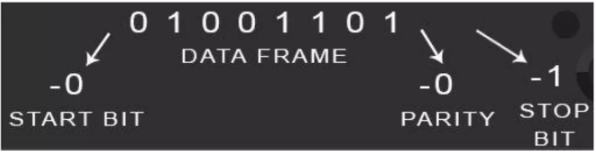 0 1 0 0 1 1 0 1
DATA FRAME
-0
START BIT
-0
PARITY
-1
STOP
BIT